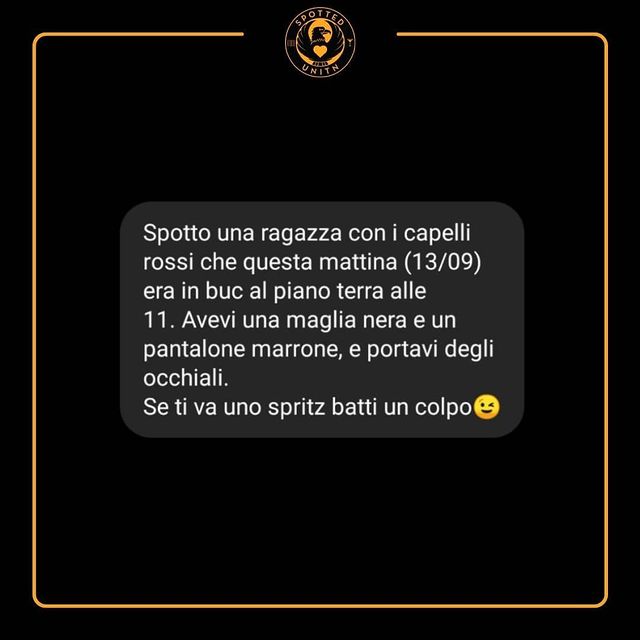 SPOTTED
UNITN
Spotto una ragazza con i capelli
rossi che questa mattina (13/09)
era in buc al piano terra alle
11. Avevi una maglia nera e un
pantalone marrone, e portavi degli
occhiali.
Se ti va uno spritz batti un colpo😉